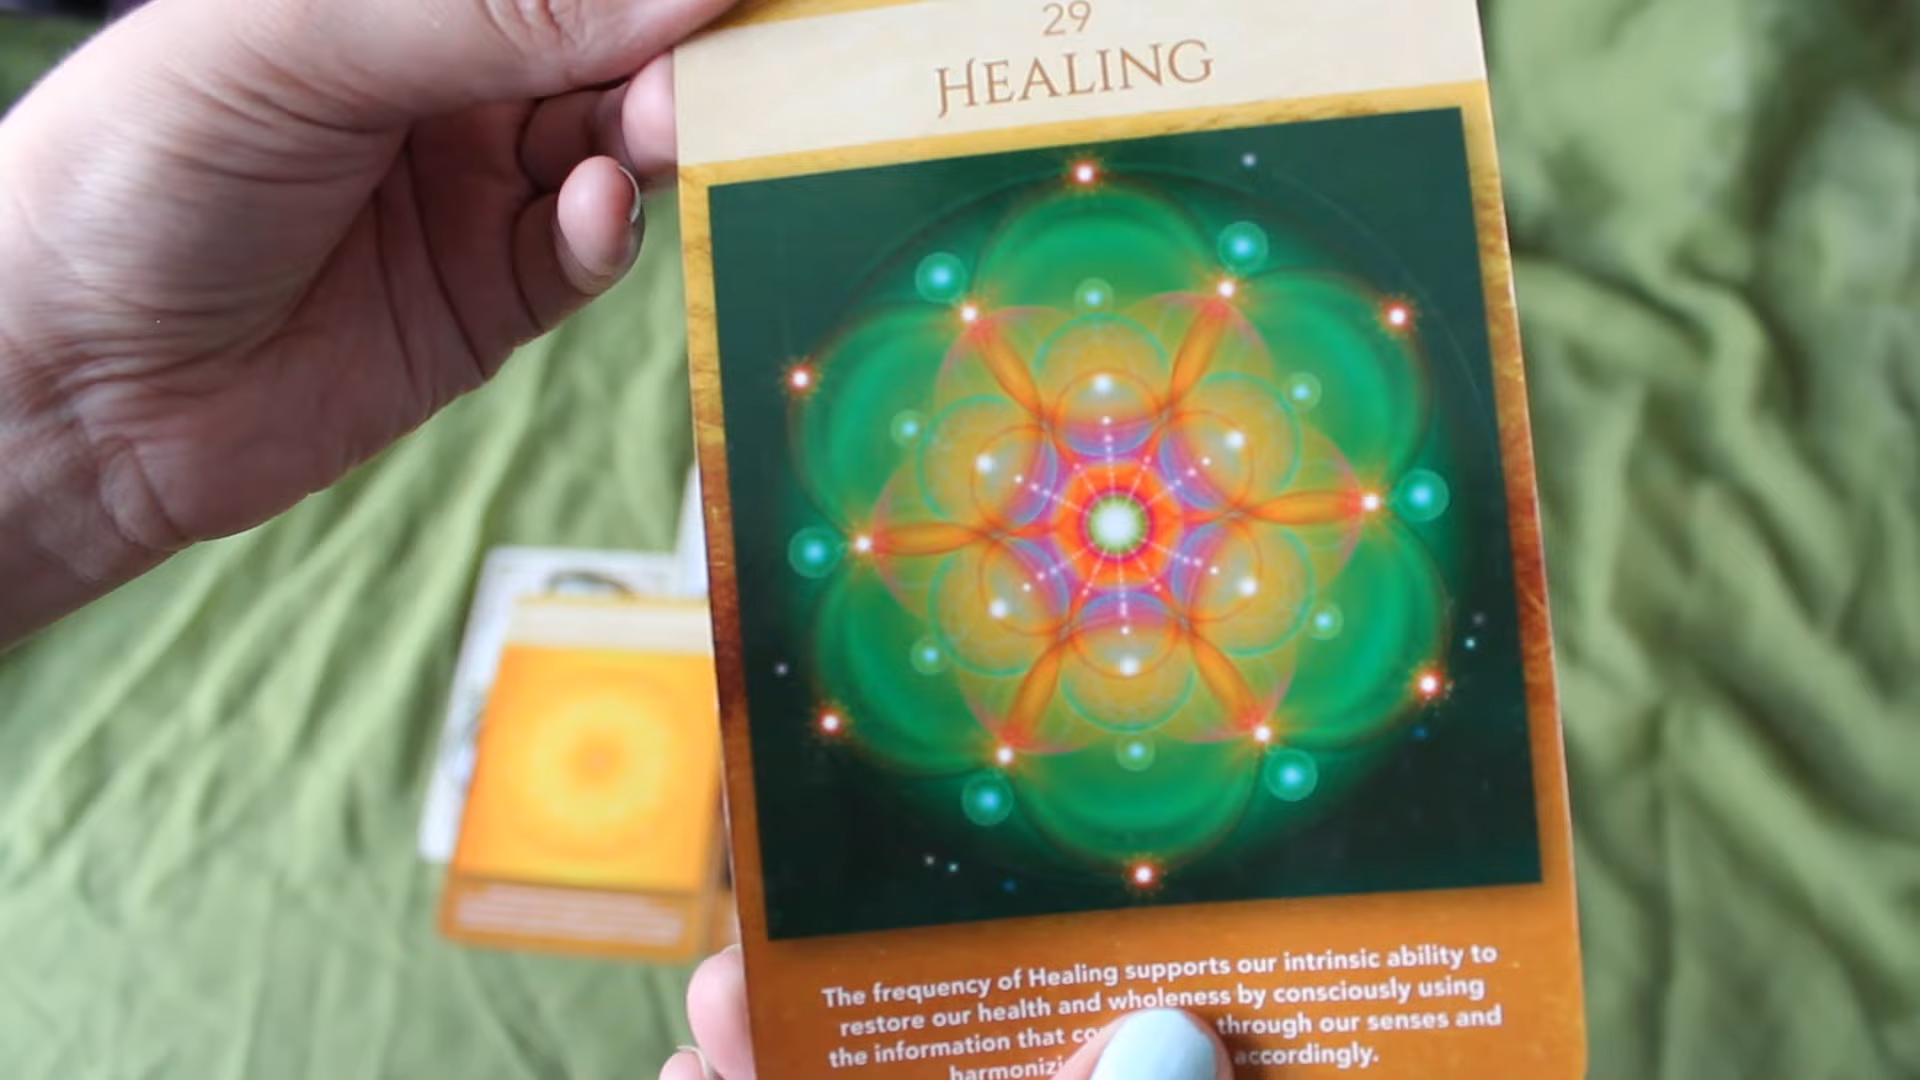 29
HEALING
The frequency of Healing supports our intrinsic ability to
restore our health and wholeness by consciously using
the information that co through our senses and
harmonizi accordingly.